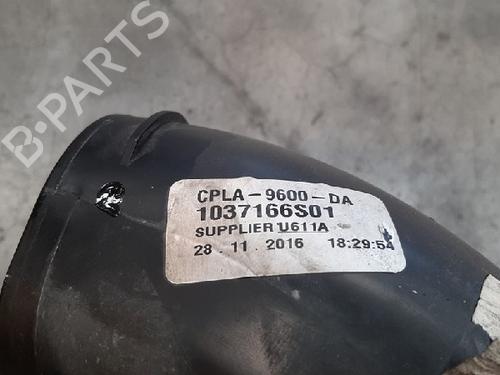 B-PARTS
CPLA-9600-DA
1037166S01
SUPPLIER U611A
28.11.2016 18:29:54